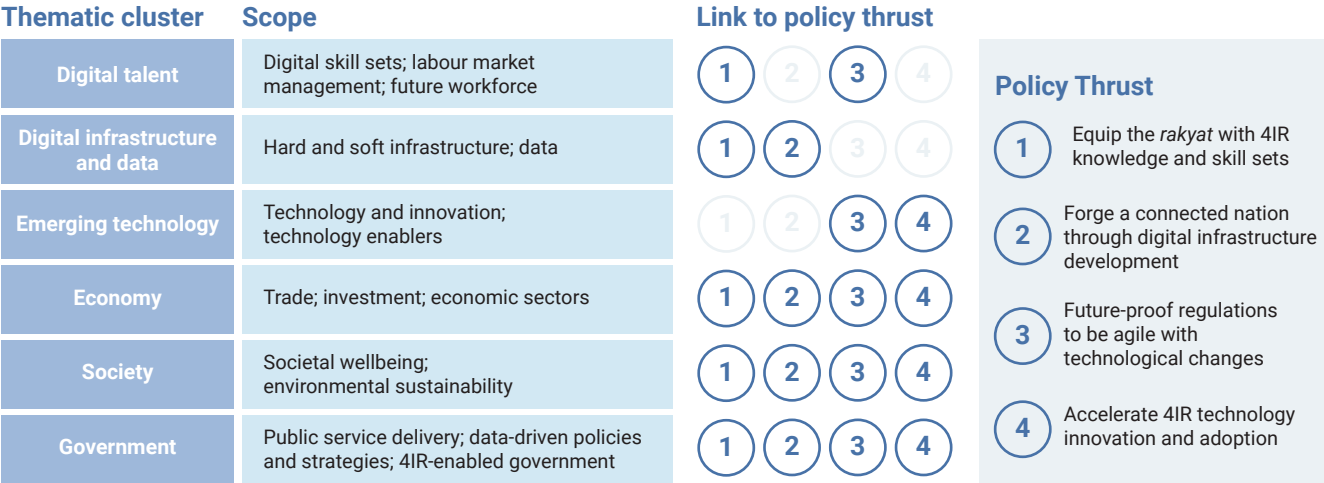 Thematic cluster
Scope
Link to policy thrust
Digital talent
Digital skill sets; labour market
management; future workforce
1 2 3 4
Digital infrastructure
and data
Hard and soft infrastructure; data
1 2 3 4
Emerging technology
Technology and innovation;
technology enablers
1 2 3 4
Economy
Trade; investment; economic sectors
1 2 3 4
Society
Societal wellbeing;
environmental sustainability
1 2 3 4
Government
Public service delivery; data-driven policies
and strategies; 4IR-enabled government
1 2 3 4
Policy Thrust
1
Equip the rakyat with 4IR
knowledge and skill sets
2
Forge a connected nation
through digital infrastructure
development
3
Future-proof regulations
to be agile with
technological changes
4
Accelerate 4IR technology
innovation and adoption